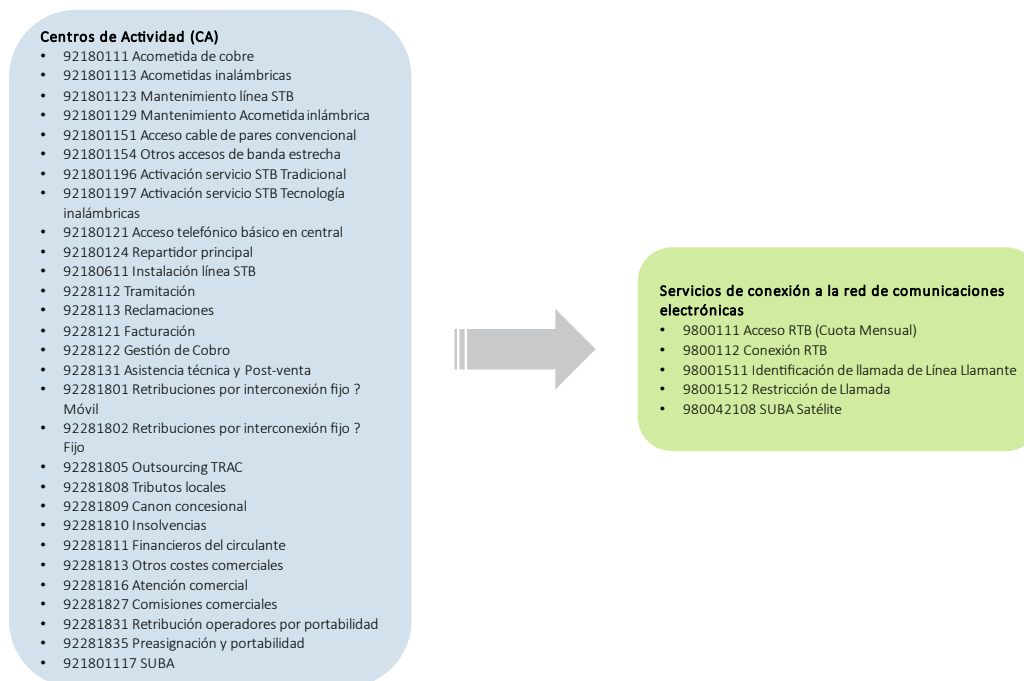 Centros de Actividad (CA)
• 92180111 Acometida de cobre
• 921801113 Acometidas inalámbricas
• 921801123 Mantenimiento línea STB
• 921801129 Mantenimiento Acometida inlámbrica
• 921801151 Acceso cable de pares convencional
• 921801154 Otros accesos de banda estrecha
• 921801196 Activación servicio STB Tradicional
• 921801197 Activación servicio STB Tecnología
inalámbricas
• 92180121 Acceso telefónico básico en central
• 92180124 Repartidor principal
• 92180611 Instalación línea STB
• 9228112 Tramitación
• 9228113 Reclamaciones
• 9228121 Facturación
• 9228122 Gestión de Cobro
• 9228131 Asistencia técnica y Post-venta
• 92281801 Retribuciones por interconexión fijo ?
Móvil
• 92281802 Retribuciones por interconexión fijo ?
Fijo
• 92281805 Outsourcing TRAC
• 92281808 Tributos locales
• 92281809 Canon concesional
• 92281810 Insolvencias
• 92281811 Financieros del circulante
• 92281813 Otros costes comerciales
• 92281816 Atención comercial
• 92281827 Comisiones comerciales
• 92281831 Retribución operadores por portabilidad
• 92281835 Preasignación y portabilidad
• 921801117 SUBA
Servicios de conexión a la red de comunicaciones
electrónicas
• 9800111 Acceso RTB (Cuota Mensual)
• 9800112 Conexión RTB
• 98001511 Identificación de llamada de Línea Llamante
• 98001512 Restricción de Llamada
• 980042108 SUBA Satélite